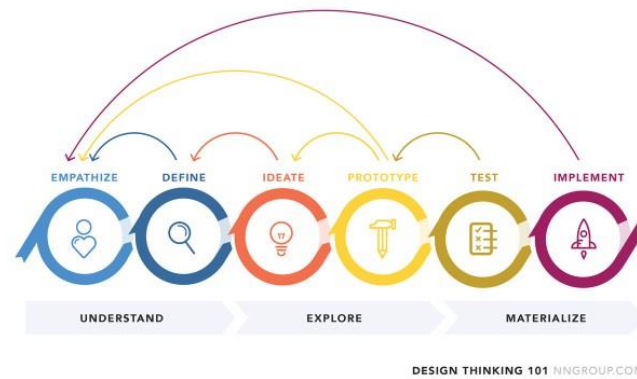 EMPATHIZE DEFINE IDEATE PROTOTYPE TEST IMPLEMENT
UNDERSTAND EXPLORE MATERIALIZE
DESIGN THINKING 101 NNGROUP.COM